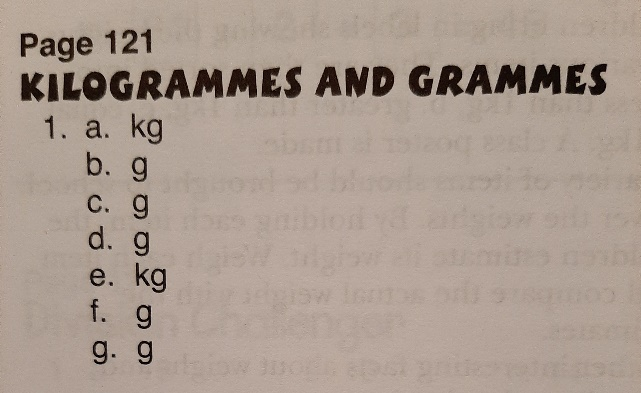 Page 121
KILOGRAMMES AND GRAMMES
1. a. kg
b. g
c. g
d. g
e. kg
f. g
g. g